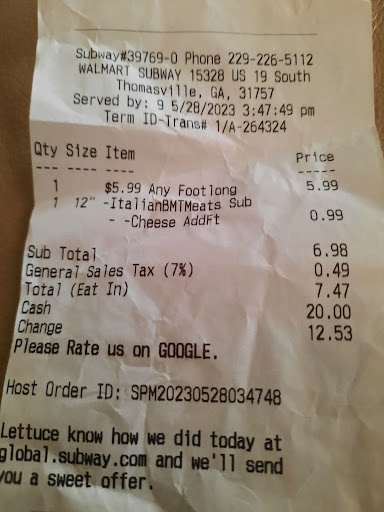 Subway#39769-0 Phone 229-226-5112
WALMART SUBWAY 15328 US 19 South
Thomasville, GA, 31757
Served by: 9 5/28/2023 3:47:49 pm
Term ID-Trans# 1/A-264324
Qty Size Item Price
--- ---- ---- -----
1 $5.99 Any Footlong 5.99
1 12" -ItalianBMTMeats Sub
- -Cheese AddFt 0.99
Sub Total 6.98
General Sales Tax (7%) 0.49
Total (Eat In) 7.47
Cash 20.00
Change 12.53
Please Rate us on GOOGLE.
Host Order ID: SPM20230528034748
Lettuce know how we did today at
global.subway.com and we'll send
you a sweet offer.